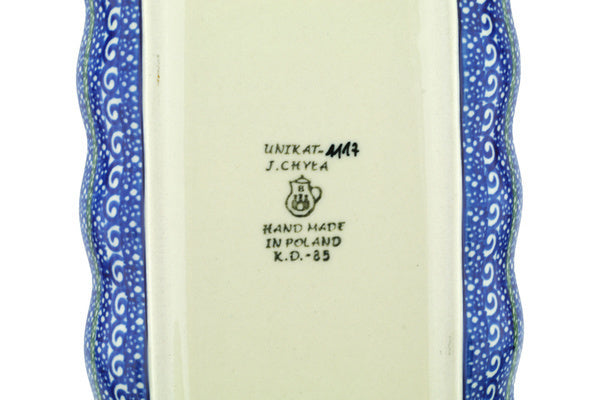 UNIKAT-1117
J.CHYŁA
B
HAND MADE
IN POLAND
K.D.-85